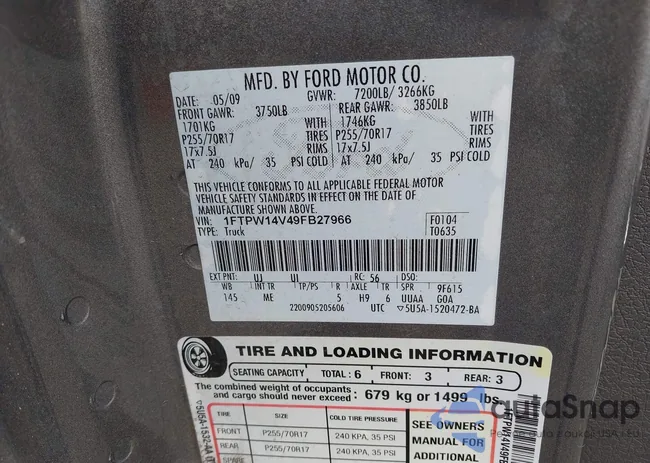 MFD. BY FORD MOTOR CO.
DATE: 05/09 GVWR: 7200LB/ 3266KG
FRONT GAWR: 3750LB REAR GAWR: 3850LB
1701KG WITH 1746KG WITH
P255/70R17 TIRES P255/70R17 TIRES
17x7.5J RIMS 17x7.5J RIMS
AT 240 kPa/ 35 PSI COLD AT 240 kPa/ 35 PSI COLD
THIS VEHICLE CONFORMS TO ALL APPLICABLE FEDERAL MOTOR
VEHICLE SAFETY STANDARDS IN EFFECT ON THE DATE OF
MANUFACTURE SHOWN ABOVE.
VIN: 1FTPW14V49FB27966 F0104
TYPE: Truck T0635
EXT PNT: UJ UI RC: 56 DSO:
WB INT TR TP/PS R AXLE TR SPR 9F615
145 ME 5 H9 6 UUAA GOA
2200905205606 UTC ▽5U5A-1520472-BA
TIRE AND LOADING INFORMATION
SEATING CAPACITY TOTAL: 6 FRONT: 3 REAR: 3
The combined weight of occupants
and cargo should never exceed: 679 kg or 1499 lbs.
TIRE SIZE COLD TIRE PRESSURE
FRONT P255/70R17 240 KPA, 35 PSI
REAR P255/70R17 240 KPA, 35 PSI
SEE OWNERS
MANUAL FOR
ADDITIONAL
autoSnap